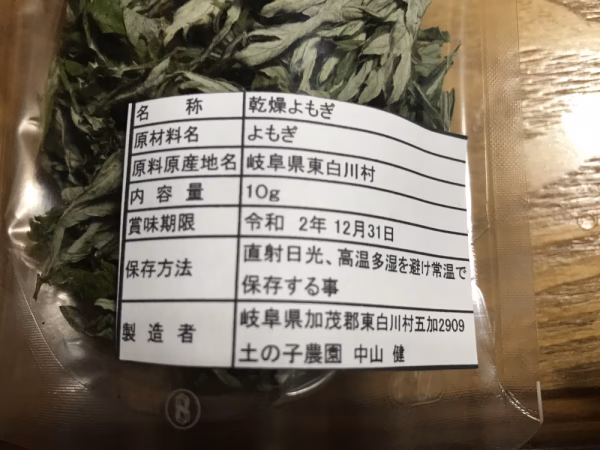 名 称 乾燥よもぎ
原材料名 よもぎ
原料原産地名 岐阜県東白川村
内 容 量 10g
賞味期限 令和 2年 12月31日
保存方法 直射日光、高温多湿を避け常温で
保存する事
製 造 者 岐阜県加茂郡東白川村五加2909
土の子農園 中山 健
8